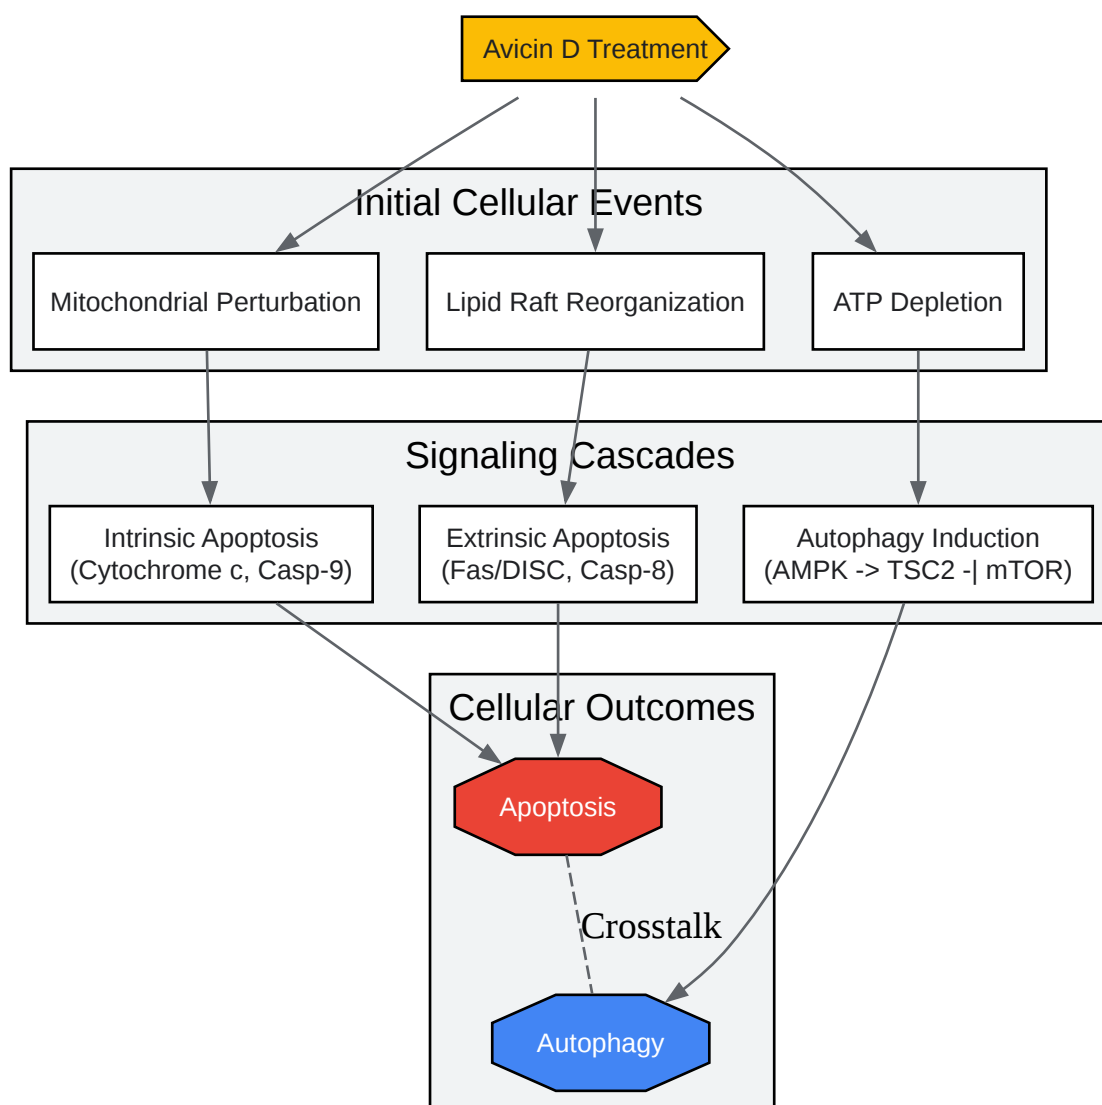 Avicin D Treatment
Initial Cellular Events
Mitochondrial Perturbation
Lipid Raft Reorganization
ATP Depletion
Signaling Cascades
Intrinsic Apoptosis
(Cytochrome c, Casp-9)
Extrinsic Apoptosis
(Fas/DISC, Casp-8)
Autophagy Induction
(AMPK -> TSC2 -| mTOR)
Cellular Outcomes
Apoptosis
Crosstalk
Autophagy